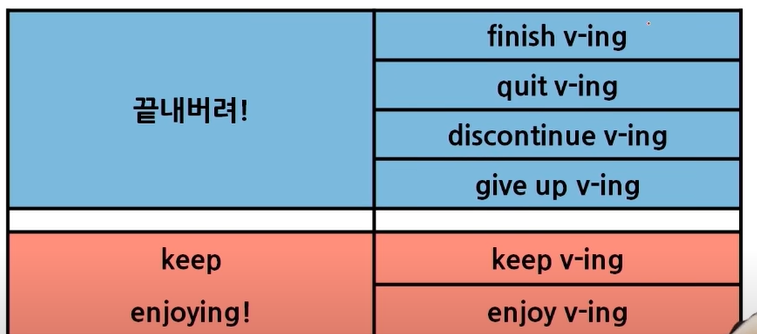 끝내버려!
finish v-ing
quit v-ing
discontinue v-ing
give up v-ing
keep
enjoying!
keep v-ing
enjoy v-ing